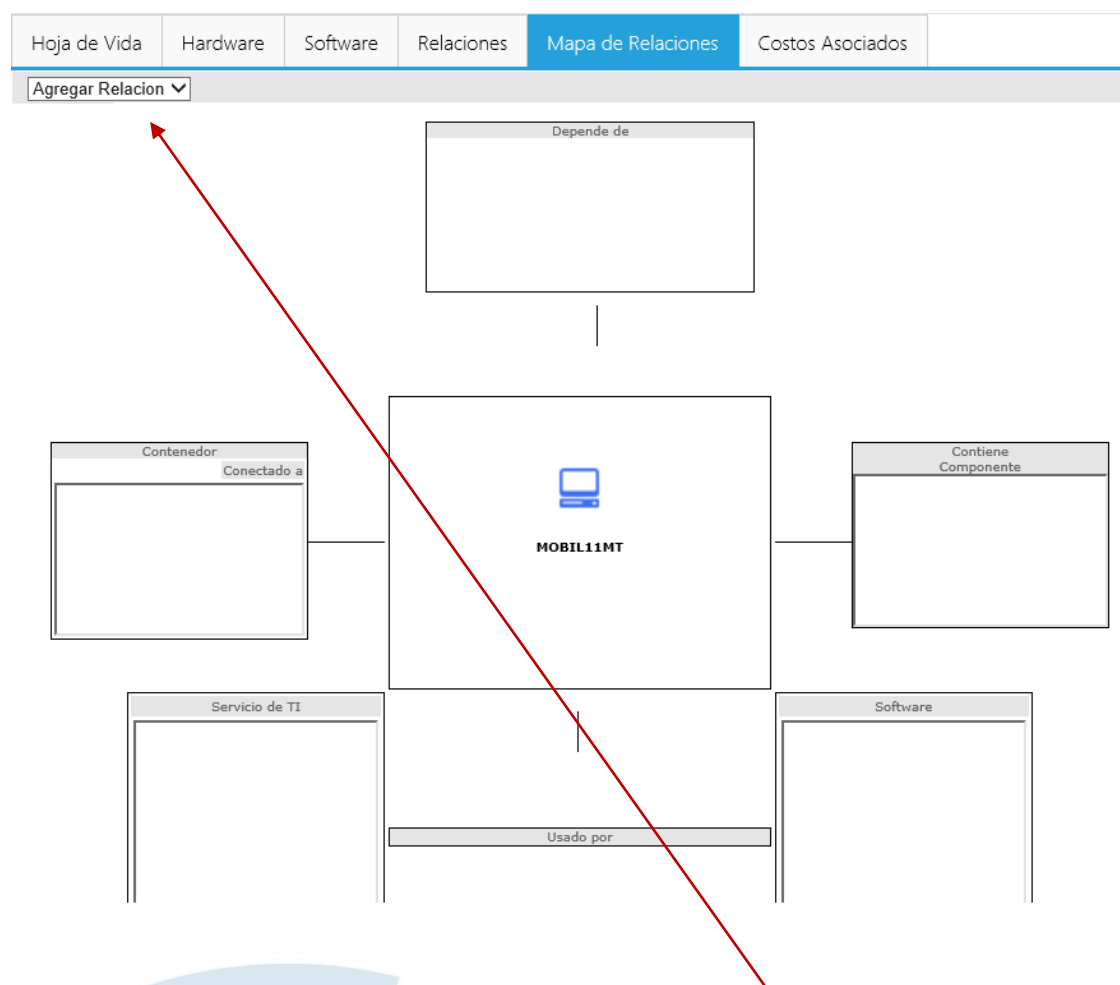 Hoja de Vida Hardware Software Relaciones Mapa de Relaciones Costos Asociados
Agregar Relacion
Depende de
Contenedor
Conectado a
Contiene
Componente
MOBIL11MT
Servicio de TI
Software
Usado por